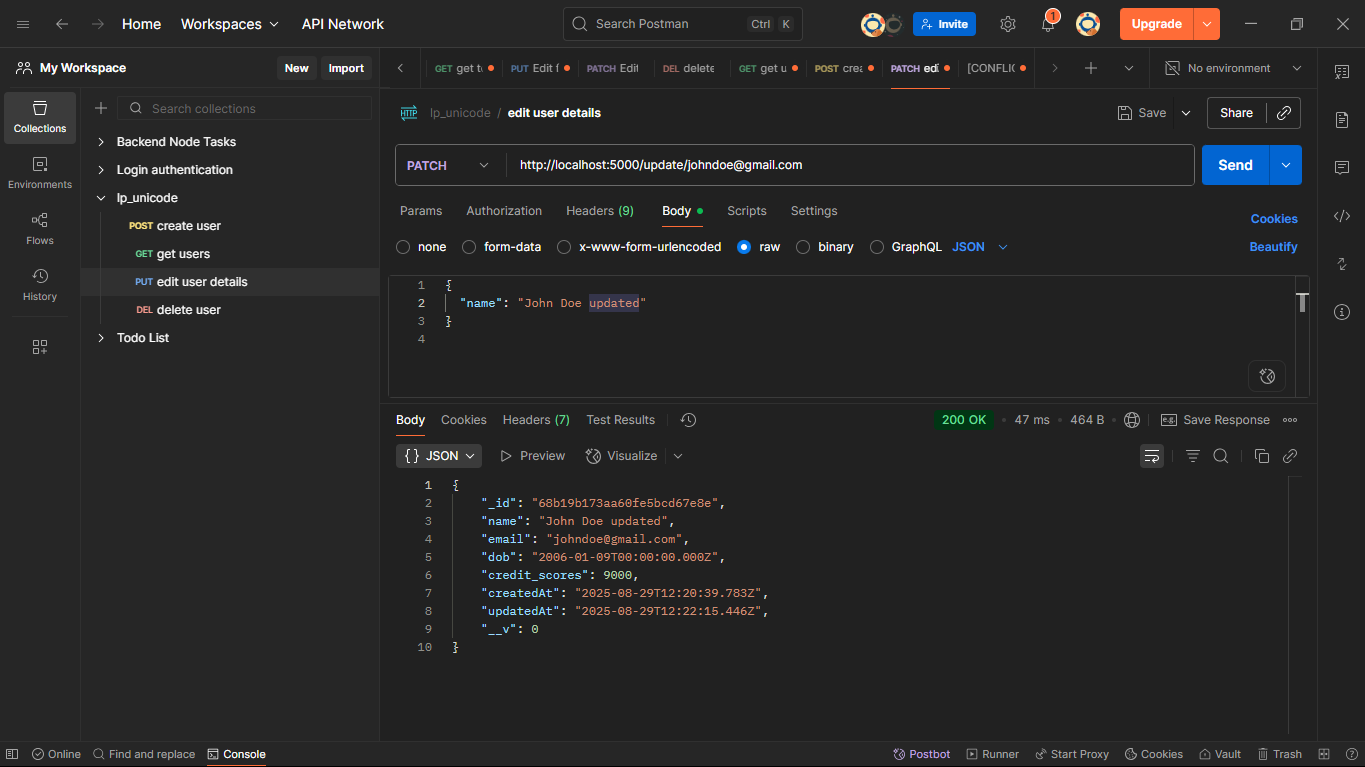 Home Workspaces API Network Search Postman Ctrl K Invite 1 Upgrade
My Workspace New Import GET get t PUT Edit f PATCH Edit DEL delete GET get u POST crea PATCH edi [CONFLIC No environment
Collections
Environments
Flows
History
Search collections
Backend Node Tasks
Login authentication
lp_unicode
POST create user
GET get users
PUT edit user details
DEL delete user
Todo List
HTTP lp_unicode / edit user details Save Share
PATCH http://localhost:5000/update/johndoe@gmail.com Send
Params Authorization Headers (9) Body Scripts Settings Cookies
none form-data x-www-form-urlencoded raw binary GraphQL JSON Beautify
1 {
2 "name": "John Doe updated"
3 }
4
Body Cookies Headers (7) Test Results 200 OK 47 ms 464 B e.g. Save Response
{} JSON Preview Visualize
1 {
2 "_id": "68b19b173aa60fe5bcd67e8e",
3 "name": "John Doe updated",
4 "email": "johndoe@gmail.com",
5 "dob": "2006-01-09T00:00:00.000Z",
6 "credit_scores": 9000,
7 "createdAt": "2025-08-29T12:20:39.783Z",
8 "updatedAt": "2025-08-29T12:22:15.446Z",
9 "__v": 0
10 }
Online Find and replace Console Postbot Runner Start Proxy Cookies Vault Trash